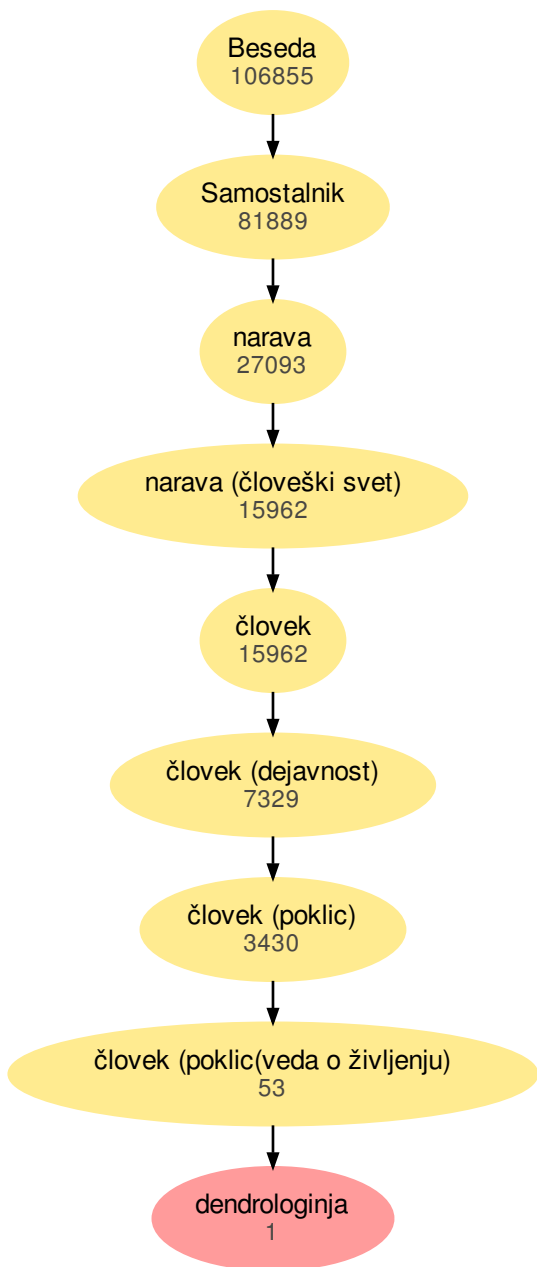 Beseda
106855
Samostalnik
81889
narava
27093
narava (človeški svet)
15962
človek
15962
človek (dejavnost)
7329
človek (poklic)
3430
človek (poklic(veda o življenju)
53
dendrologinja
1